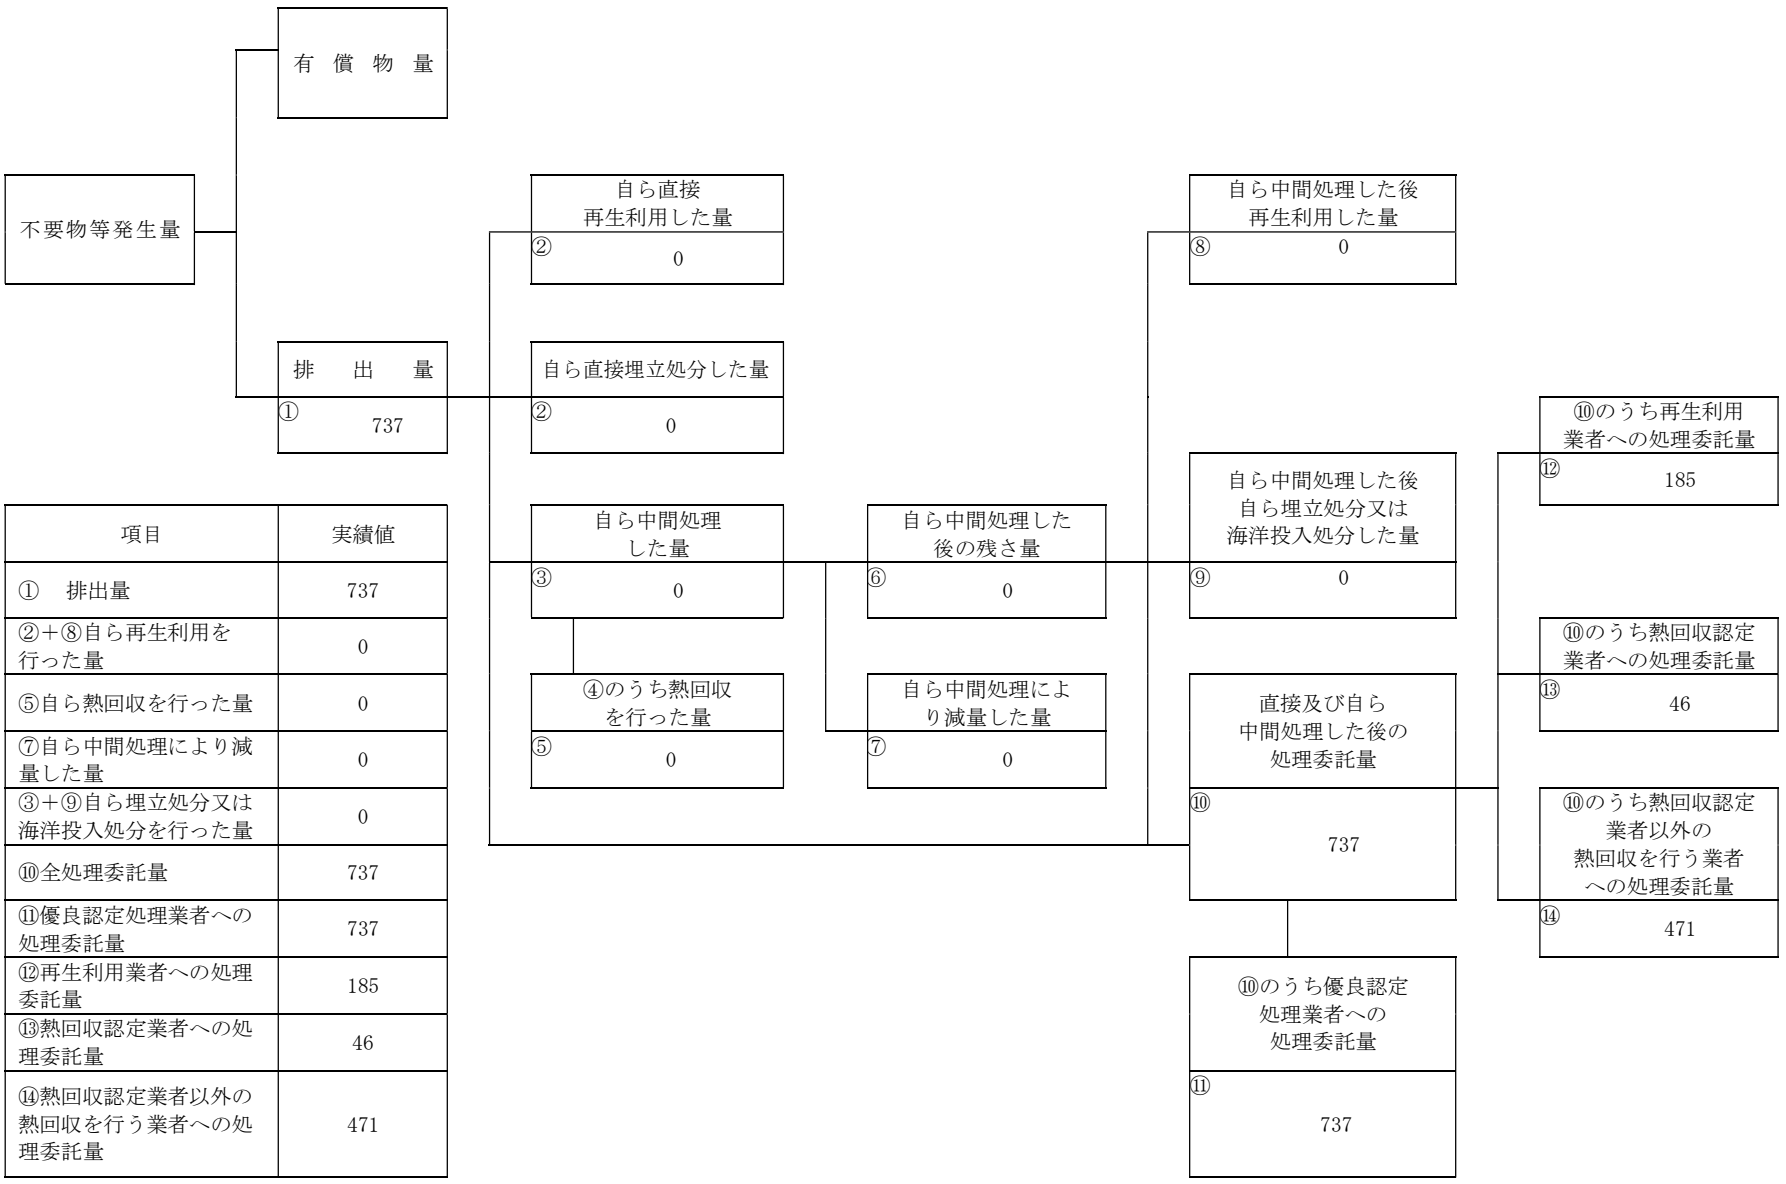 有償物量
不要物等発生量
自ら直接
再生利用した量
②
0
自ら中間処理した後
再生利用した量
⑧
0
排出量
①
737
自ら直接埋立処分した量
②
0
⑩のうち再生利用
業者への処理委託量
⑫
185
自ら中間処理
した量
③
0
自ら中間処理した
後の残さ量
⑥
0
自ら中間処理した後
自ら埋立処分又は
海洋投入処分した量
⑨
0
⑩のうち熱回収認定
業者への処理委託量
⑬
46
④のうち熱回収
を行った量
⑤
0
自ら中間処理によ
り減量した量
⑦
0
直接及び自ら
中間処理した後の
処理委託量
⑩
737
⑩のうち熱回収認定
業者以外の
熱回収を行う業者
への処理委託量
⑭
471
⑩のうち優良認定
処理業者への
処理委託量
⑪
737
項目 実績値
① 排出量 737
②＋⑧自ら再生利用を
行った量
0
⑤自ら熱回収を行った量 0
⑦自ら中間処理により減
量した量
0
③＋⑨自ら埋立処分又は
海洋投入処分を行った量
0
⑩全処理委託量 737
⑪優良認定処理業者への
処理委託量
737
⑫再生利用業者への処理
委託量
185
⑬熱回収認定業者への処
理委託量
46
⑭熱回収認定業者以外の
熱回収を行う業者への処
理委託量
471